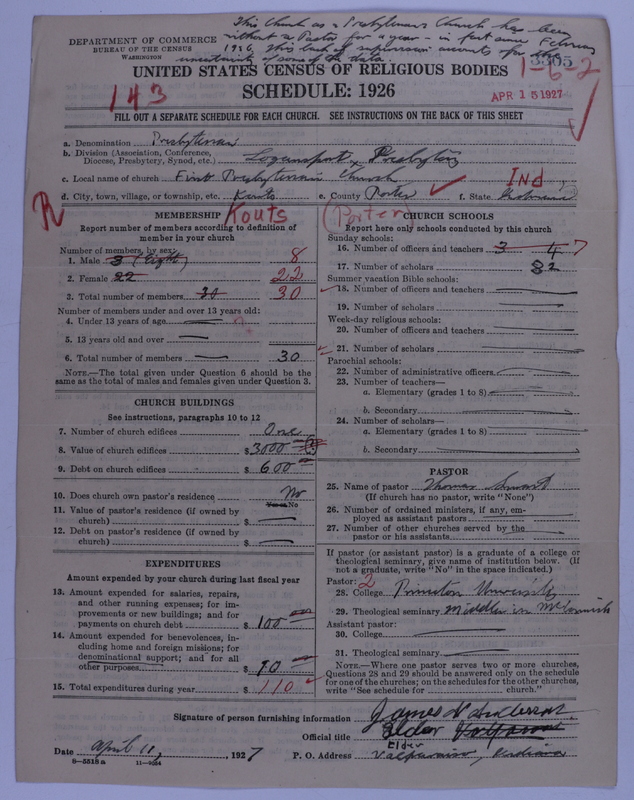 This Church as a Presbyterian Church has been
without a Pastor for a year - in fact since February
1926. This lack of supervision accounts for the
uncertainty of some of the data.
DEPARTMENT OF COMMERCE
BUREAU OF THE CENSUS
WASHINGTON
3305
1-6-2
UNITED STATES CENSUS OF RELIGIOUS BODIES
SCHEDULE: 1926
143
APR 15 1927
FILL OUT A SEPARATE SCHEDULE FOR EACH CHURCH. SEE INSTRUCTIONS ON THE BACK OF THIS SHEET
a. Denomination Presbyterian
b. Division (Association, Conference, Diocese, Presbytery, Synod, etc.) Logansport Presbytery
c. Local name of church First Presbyterian Church
Ind
d. City, town, village, or township, etc. Kouts e. County Porter f. State Indiana
R
Kouts (Porter
MEMBERSHIP
Report number of members according to definition of
member in your church
Number of members, by sex:
1. Male 3 (Eight) 8
2. Female 22 22
3. Total number of members 30 30
Number of members under and over 13 years old:
4. Under 13 years of age ?
5. 13 years old and over
6. Total number of members 30
NOTE.—The total given under Question 6 should be the
same as the total of males and females given under Question 3.
CHURCH BUILDINGS
See instructions, paragraphs 10 to 12
7. Number of church edifices One
8. Value of church edifices $ 3000
9. Debt on church edifices $ 600
10. Does church own pastor's residence No
Yes or No
11. Value of pastor's residence (if owned by
church) $
12. Debt on pastor's residence (if owned by
church) $
EXPENDITURES
Amount expended by your church during last fiscal year
13. Amount expended for salaries, repairs,
and other running expenses; for im-
provements or new buildings; and for
payments on church debt $ 100
14. Amount expended for benevolences, in-
cluding home and foreign missions; for
denominational support; and for all
other purposes $ 10
15. Total expenditures during year $ 110
CHURCH SCHOOLS
Report here only schools conducted by this church
Sunday schools:
16. Number of officers and teachers 3 4 7
17. Number of scholars 32
Summer vacation Bible schools:
18. Number of officers and teachers
19. Number of scholars
Week-day religious schools:
20. Number of officers and teachers
21. Number of scholars
Parochial schools:
22. Number of administrative officers
23. Number of teachers—
a. Elementary (grades 1 to 8)
b. Secondary
24. Number of scholars—
a. Elementary (grades 1 to 8)
b. Secondary
PASTOR
25. Name of pastor Thomas
(If church has no pastor, write "None")
26. Number of ordained ministers, if any, em-
ployed as assistant pastors
27. Number of other churches served by the
pastor or his assistants
If pastor (or assistant pastor) is a graduate of a college or
theological seminary, give name of institution below. (If
not a graduate, write "No" in the space indicated.)
Pastor: 2
28. College Princeton University
29. Theological seminary Middler in McCormick
Assistant pastor:
30. College
31. Theological seminary
NOTE.—Where one pastor serves two or more churches,
Questions 28 and 29 should be answered only on the schedule
for one of the churches; on the schedules for the other churches,
write "See schedule for church."
Signature of person furnishing information James N Anderson
Official title Elder
Elder
Date April 11, 1927 P. O. Address Valparaiso, Indiana
8—5518 a 11—9054